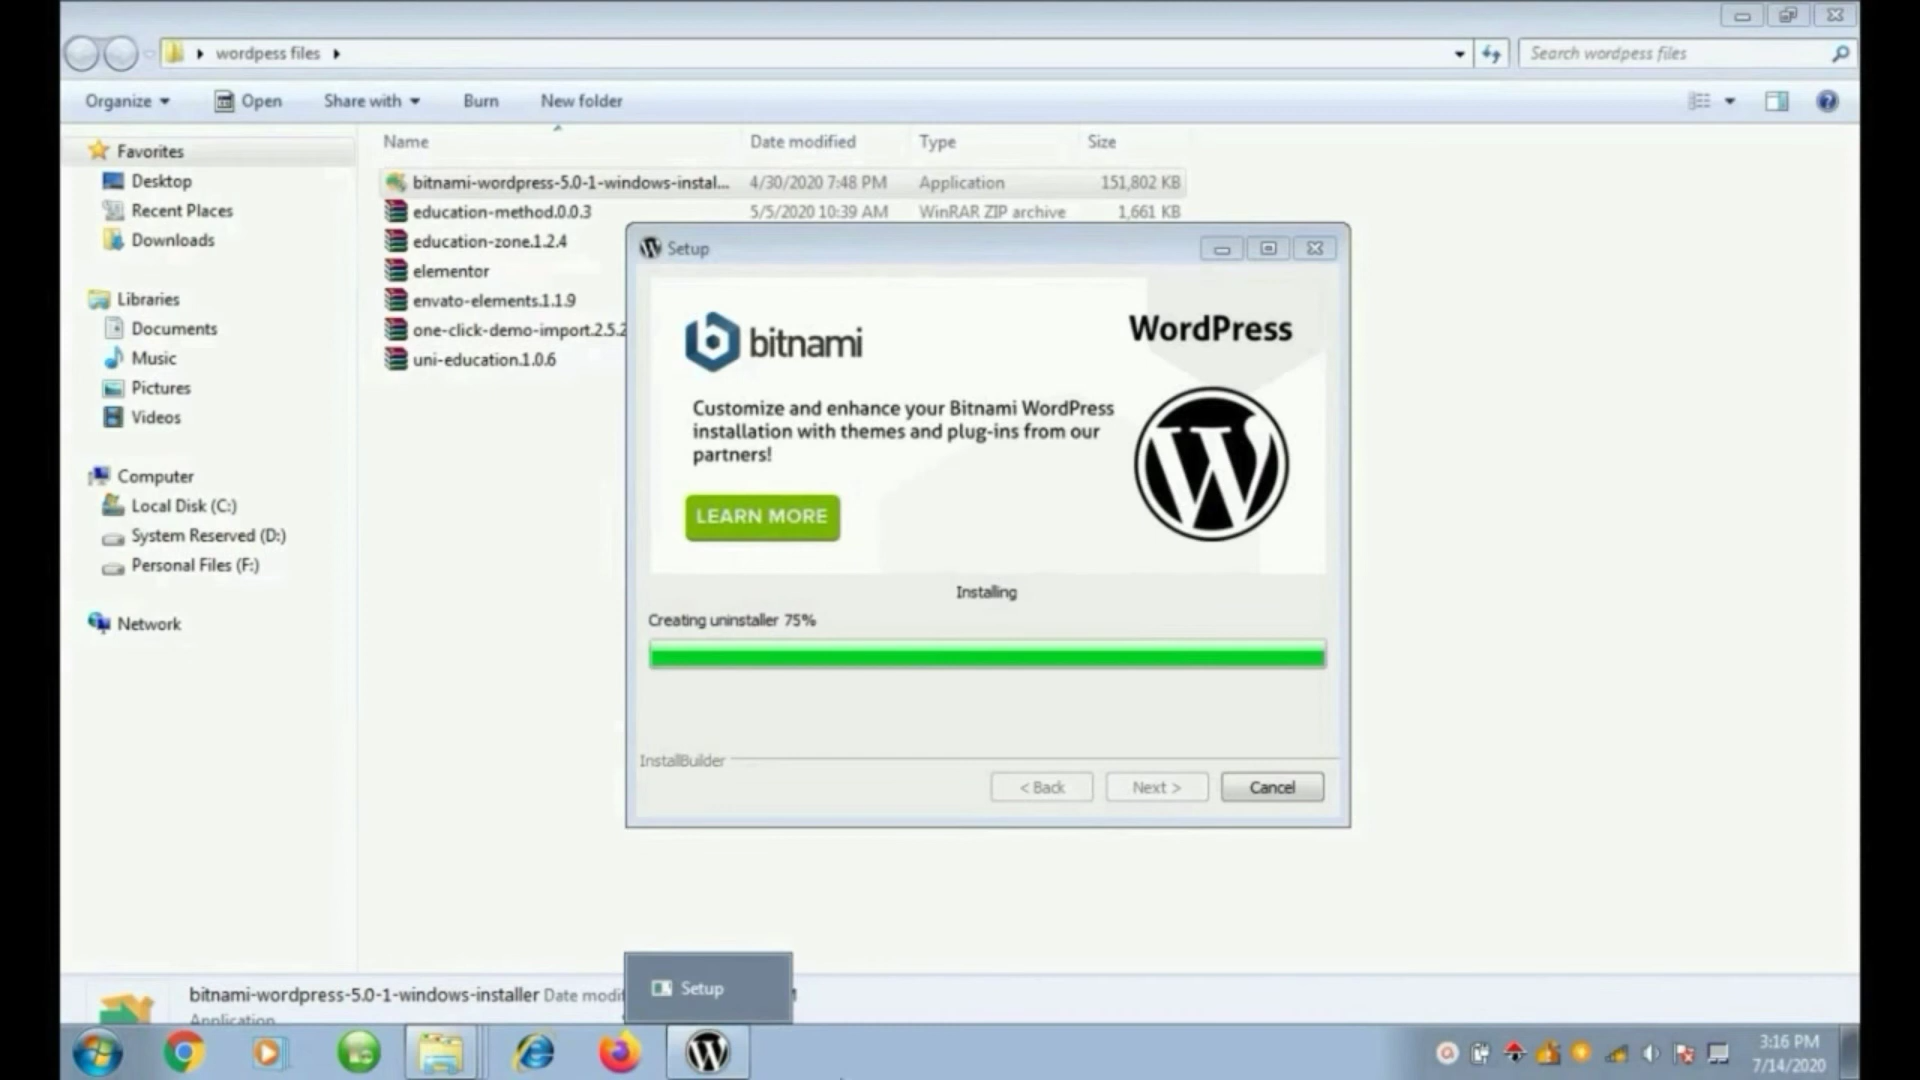 wordpess files
Search wordpess files
Organize
Open
Share with
Burn
New folder
Name
Date modified
Type
Size
Favorites
Desktop
Recent Places
Downloads
Libraries
Documents
Music
Pictures
Videos
Computer
Local Disk (C:)
System Reserved (D:)
Personal Files (F:)
Network
bitnami-wordpress-5.0-1-windows-instal... 4/30/2020 7:48 PM Application 151,802 KB
education-method.0.0.3 5/5/2020 10:39 AM WinRAR ZIP archive 1,661 KB
education-zone.1.2.4
elementor
envato-elements.1.1.9
one-click-demo-import.2.5.2
uni-education.1.0.6
Setup
bitnami
WordPress
Customize and enhance your Bitnami WordPress
installation with themes and plug-ins from our
partners!
LEARN MORE
Installing
Creating uninstaller 75%
InstallBuilder
< Back
Next >
Cancel
bitnami-wordpress-5.0-1-windows-installer Date modif
Application
Setup
3:16 PM
7/14/2020